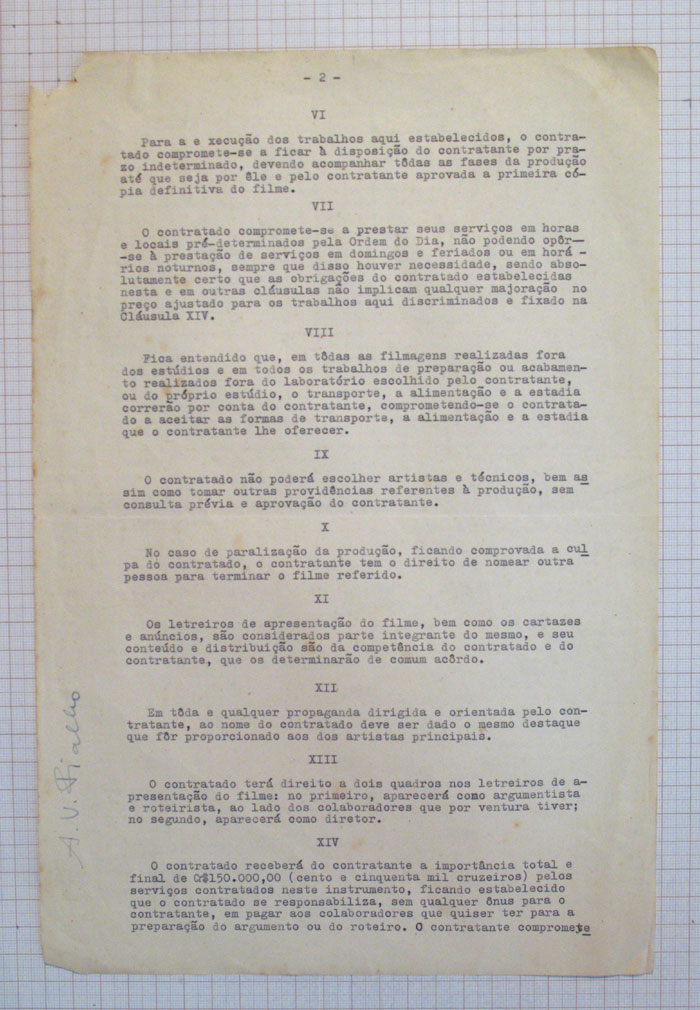 - 2 -
VI
Para a e xecução dos trabalhos aqui estabelecidos, o contra-
tado compromete-se a ficar à disposição do contratante por pra-
zo indeterminado, devendo acompanhar tôdas as fases da produção
até que seja por êle e pelo contratante aprovada a primeira có-
pia definitiva do filme.
VII
O contratado compromete-se a prestar seus serviços em horas
e locais pré-determinados pela Ordem do Dia, não podendo opôr—
-se à prestação de serviços em domingos e feriados ou em horá -
rios noturnos, sempre que disso houver necessidade, sendo abso-
lutamente certo que as obrigações do contratado estabelecidas
nesta e em outras cláusulas não implicam qualquer majoração no
preço ajustado para os trabalhos aqui discriminados e fixado na
Cláusula XIV.
VIII
Fica entendido que, em tôdas as filmagens realizadas fora
dos estúdios e em todos os trabalhos de preparação ou acabamen-
to realizados fora do laboratório escolhido pelo contratante,
ou do próprio estúdio, o transporte, a alimentação e a estadia
correrão por conta do contratante, comprometendo-se o contrata-
do a aceitar as formas de transporte, a alimentação e a estadia
que o contratante lhe oferecer.
IX
O contratado não poderá escolher artistas e técnicos, bem as
sim como tomar outras providências referentes à produção, sem
consulta prévia e aprovação do contratante.
X
No caso de paralização da produção, ficando comprovada a cul
pa do contratado, o contratante tem o direito de nomear outra
pessoa para terminar o filme referido.
XI
Os letreiros de apresentação do filme, bem como os cartazes
e anúncios, são considerados parte integrante do mesmo, e seu
conteúdo e distribuição são da competência do contratado e do
contratante, que os determinarão de comum acôrdo.
XII
Em tôda e qualquer propaganda dirigida e orientada pelo con-
tratante, ao nome do contratado deve ser dado o mesmo destaque
que fôr proporcionado aos dos artistas principais.
XIII
O contratado terá direito a dois quadros nos letreiros de a-
presentação do filme: no primeiro, aparecerá como argumentista
e roteirista, ao lado dos colaboradores que por ventura tiver;
no segundo, aparecerá como diretor.
XIV
O contratado receberá do contratante a importância total e
final de Cr$150.000,00 (cento e cinquenta mil cruzeiros) pelos
serviços contratados neste instrumento, ficando estabelecido
que o contratado se responsabiliza, sem qualquer ônus para o
contratante, em pagar aos colaboradores que quiser ter para a
preparação do argumento ou do roteiro. O contratante compromete
A. V. Fialho